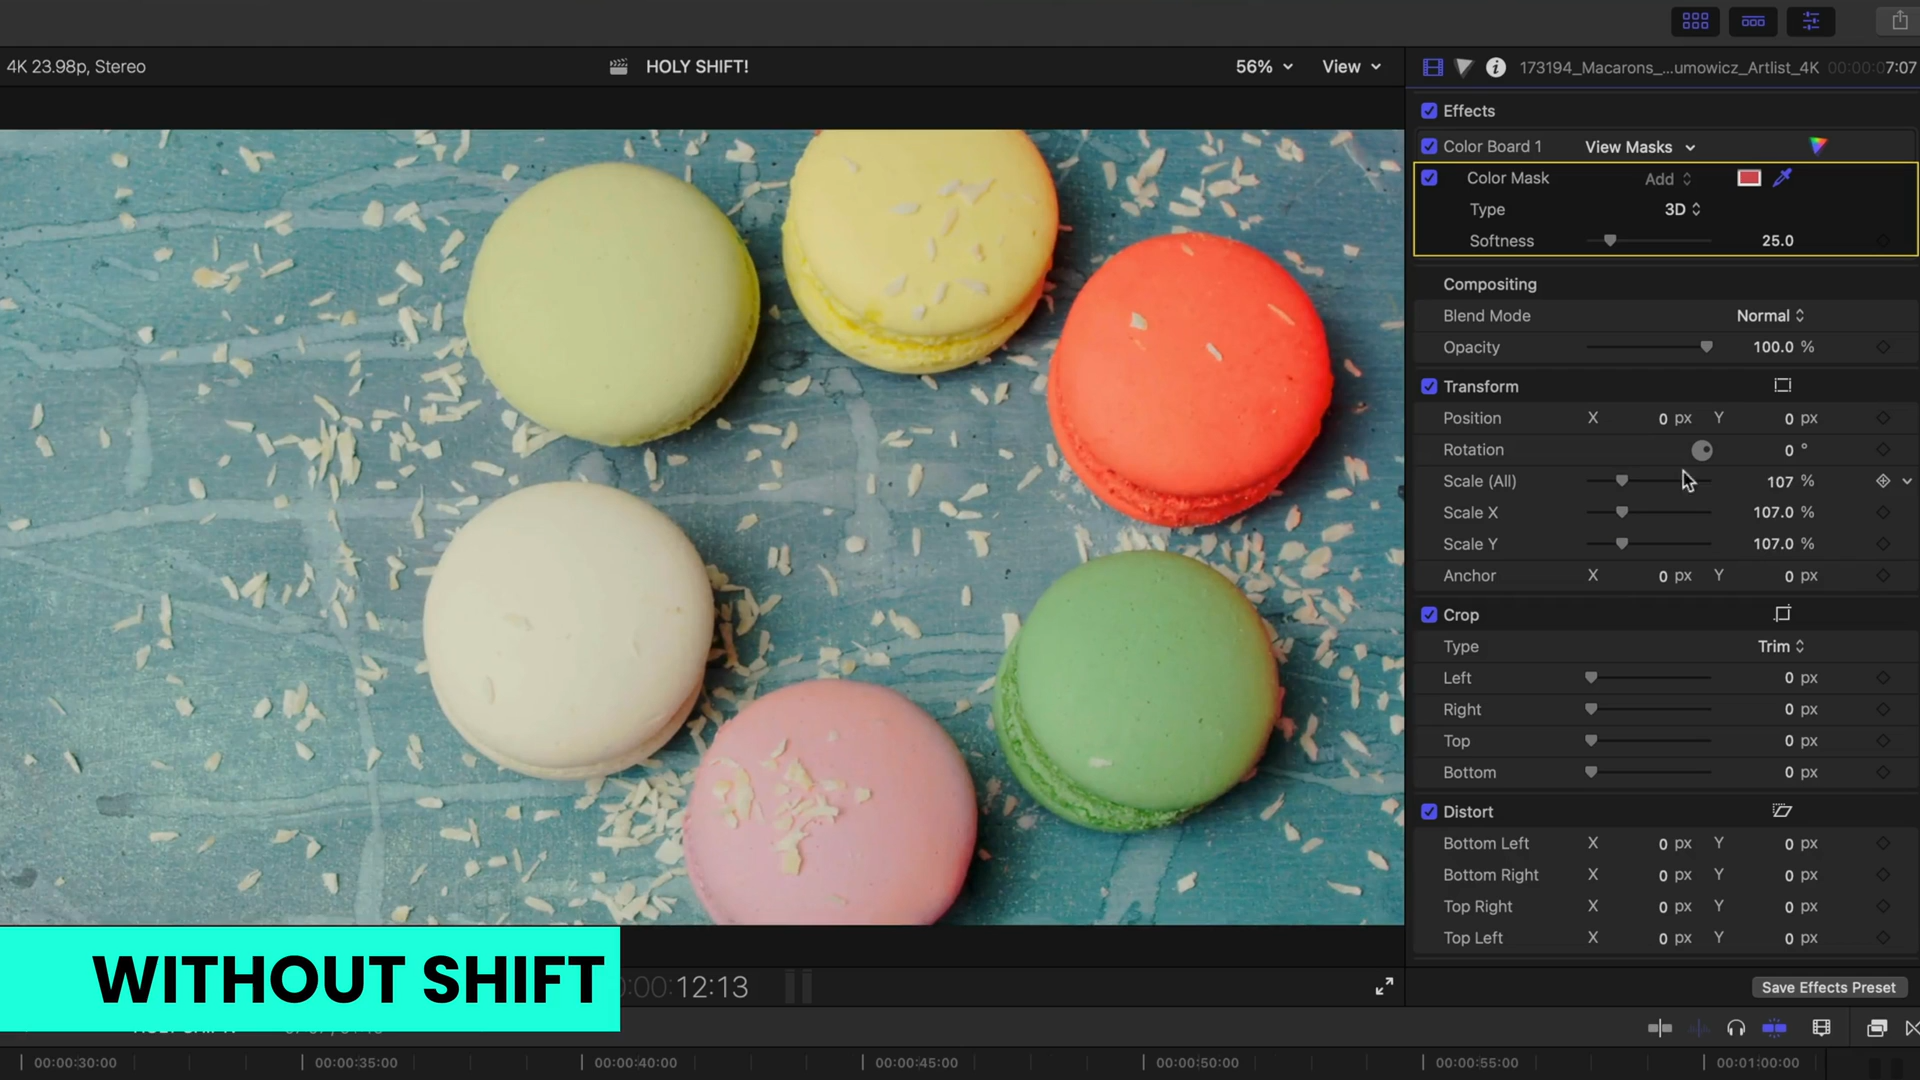 4K 23.98p, Stereo
HOLY SHIFT!
56%
View
173194_Macarons_...umowicz_Artlist_4K
00:00:07:07
Effects
Color Board 1
View Masks
Color Mask
Add
Type
3D
Softness
25.0
Compositing
Blend Mode
Normal
Opacity
100.0 %
Transform
Position X 0 px Y 0 px
Rotation 0 °
Scale (All) 107 %
Scale X 107.0 %
Scale Y 107.0 %
Anchor X 0 px Y 0 px
Crop
Type Trim
Left 0 px
Right 0 px
Top 0 px
Bottom 0 px
Distort
Bottom Left X 0 px Y 0 px
Bottom Right X 0 px Y 0 px
Top Right X 0 px Y 0 px
Top Left X 0 px Y 0 px
WITHOUT SHIFT
00:12:13
Save Effects Preset
00:00:30:00
00:00:35:00
00:00:40:00
00:00:45:00
00:00:50:00
00:00:55:00
00:01:00:00